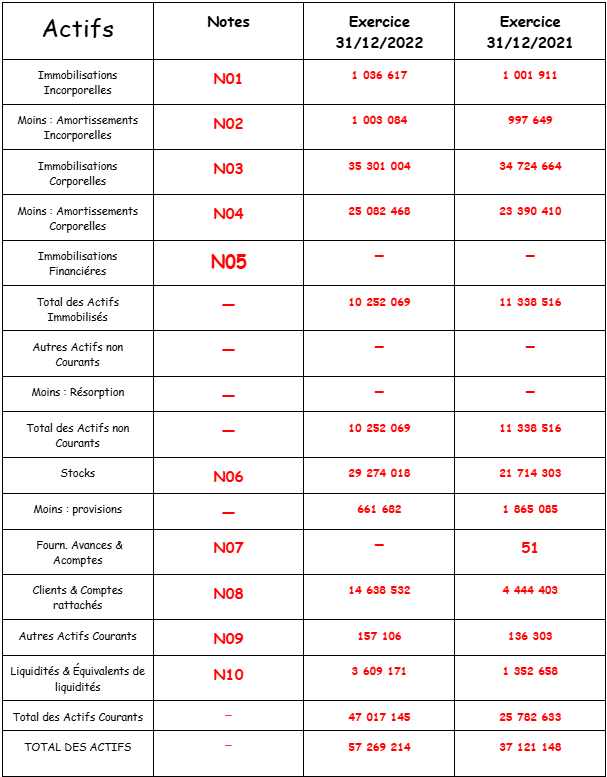 Actifs Notes Exercice Exercice
31/12/2022 31/12/2021
Immobilisations N01 1 036 617 1 001 911
Incorporelles
Moins : Amortissements N02 1 003 084 997 649
Incorporelles
Immobilisations N03 35 301 004 34 724 664
Corporelles
Moins : Amortissements N04 25 082 468 23 390 410
Corporelles
Immobilisations N05 — —
Financiéres
Total des Actifs — 10 252 069 11 338 516
Immobilisés
Autres Actifs non — — —
Courants
Moins : Résorption — — —
Total des Actifs non — 10 252 069 11 338 516
Courants
Stocks N06 29 274 018 21 714 303
Moins : provisions — 661 682 1 865 085
Fourn. Avances & N07 — 51
Acomptes
Clients & Comptes N08 14 638 532 4 444 403
rattachés
Autres Actifs Courants N09 157 106 136 303
Liquidités & Équivalents de N10 3 609 171 1 352 658
liquidités
Total des Actifs Courants — 47 017 145 25 782 633
TOTAL DES ACTIFS — 57 269 214 37 121 148